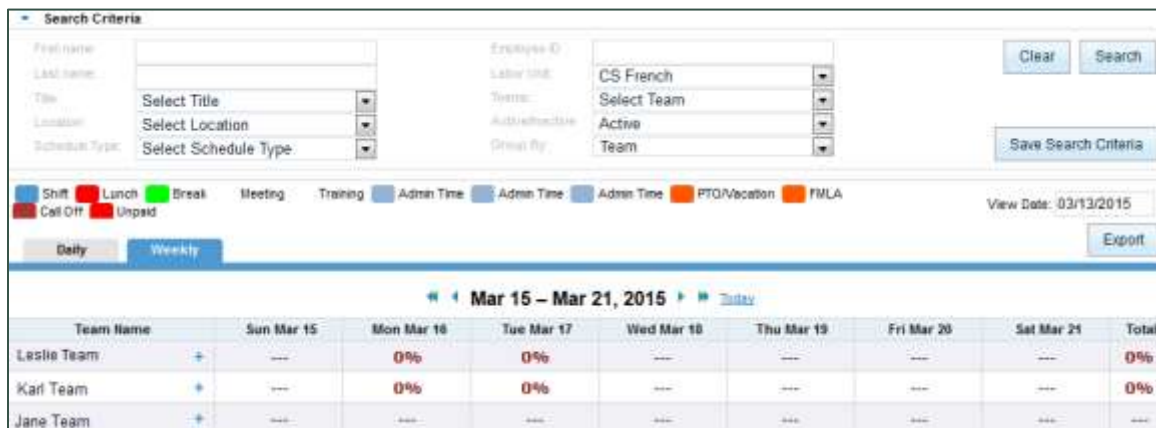 Search Criteria
First name:
Employee ID
Clear
Search
Last name:
Labor Unit:
CS French
Title:
Select Title
Teams:
Select Team
Location:
Select Location
Active/Inactive
Active
Schedule Type:
Select Schedule Type
Group By:
Team
Save Search Criteria
Shift Lunch Break Meeting Training Admin Time Admin Time Admin Time PTO/Vacation FMLA
Call Off Unpaid
View Date: 03/13/2015
Export
Daily Weekly
Mar 15 – Mar 21, 2015 Today
Team Name Sun Mar 15 Mon Mar 16 Tue Mar 17 Wed Mar 18 Thu Mar 19 Fri Mar 20 Sat Mar 21 Total
Leslie Team + --- 0% 0% --- --- --- --- 0%
Karl Team + --- 0% 0% --- --- --- --- 0%
Jane Team + --- --- --- --- --- --- --- ---